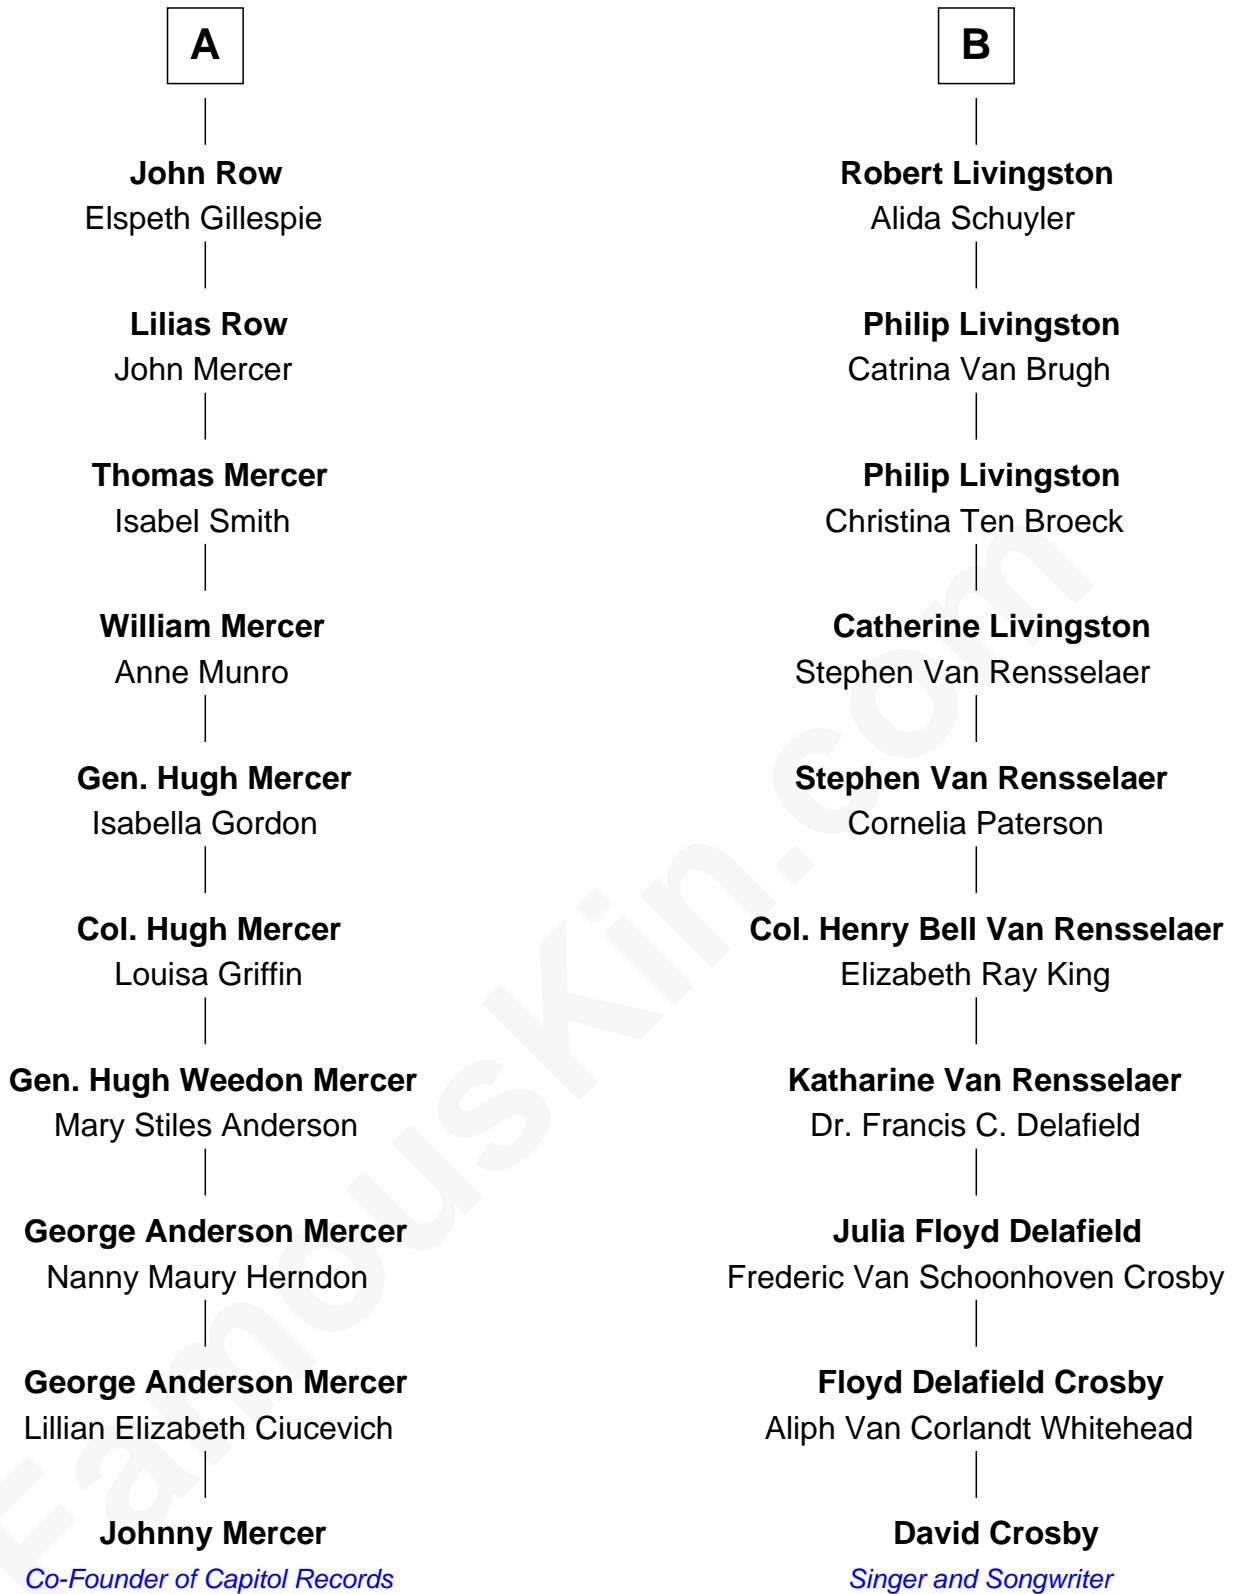 A
John Row
Elspeth Gillespie
Lilias Row
John Mercer
Thomas Mercer
Isabel Smith
William Mercer
Anne Munro
Gen. Hugh Mercer
Isabella Gordon
Col. Hugh Mercer
Louisa Griffin
Gen. Hugh Weedon Mercer
Mary Stiles Anderson
George Anderson Mercer
Nanny Maury Herndon
George Anderson Mercer
Lillian Elizabeth Ciucevich
Johnny Mercer
Co-Founder of Capitol Records
B
Robert Livingston
Alida Schuyler
Philip Livingston
Catrina Van Brugh
Philip Livingston
Christina Ten Broeck
Catherine Livingston
Stephen Van Rensselaer
Stephen Van Rensselaer
Cornelia Paterson
Col. Henry Bell Van Rensselaer
Elizabeth Ray King
Katharine Van Rensselaer
Dr. Francis C. Delafield
Julia Floyd Delafield
Frederic Van Schoonhoven Crosby
Floyd Delafield Crosby
Aliph Van Corlandt Whitehead
David Crosby
Singer and Songwriter
FamousKin.com